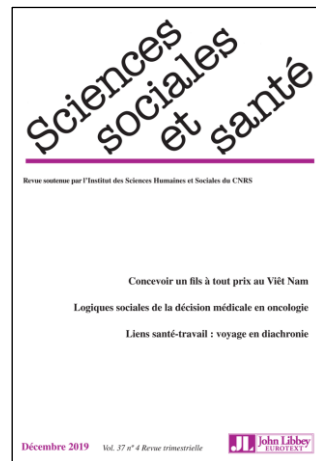 Sciences
sociales
et santé
Revue soutenue par l'Institut des Sciences Humaines et Sociales du CNRS
Concevoir un fils à tout prix au Viêt Nam
Logiques sociales de la décision médicale en oncologie
Liens santé-travail : voyage en diachronie
Décembre 2019 Vol. 37 n° 4 Revue trimestrielle
JL John Libbey
EUROTEXT